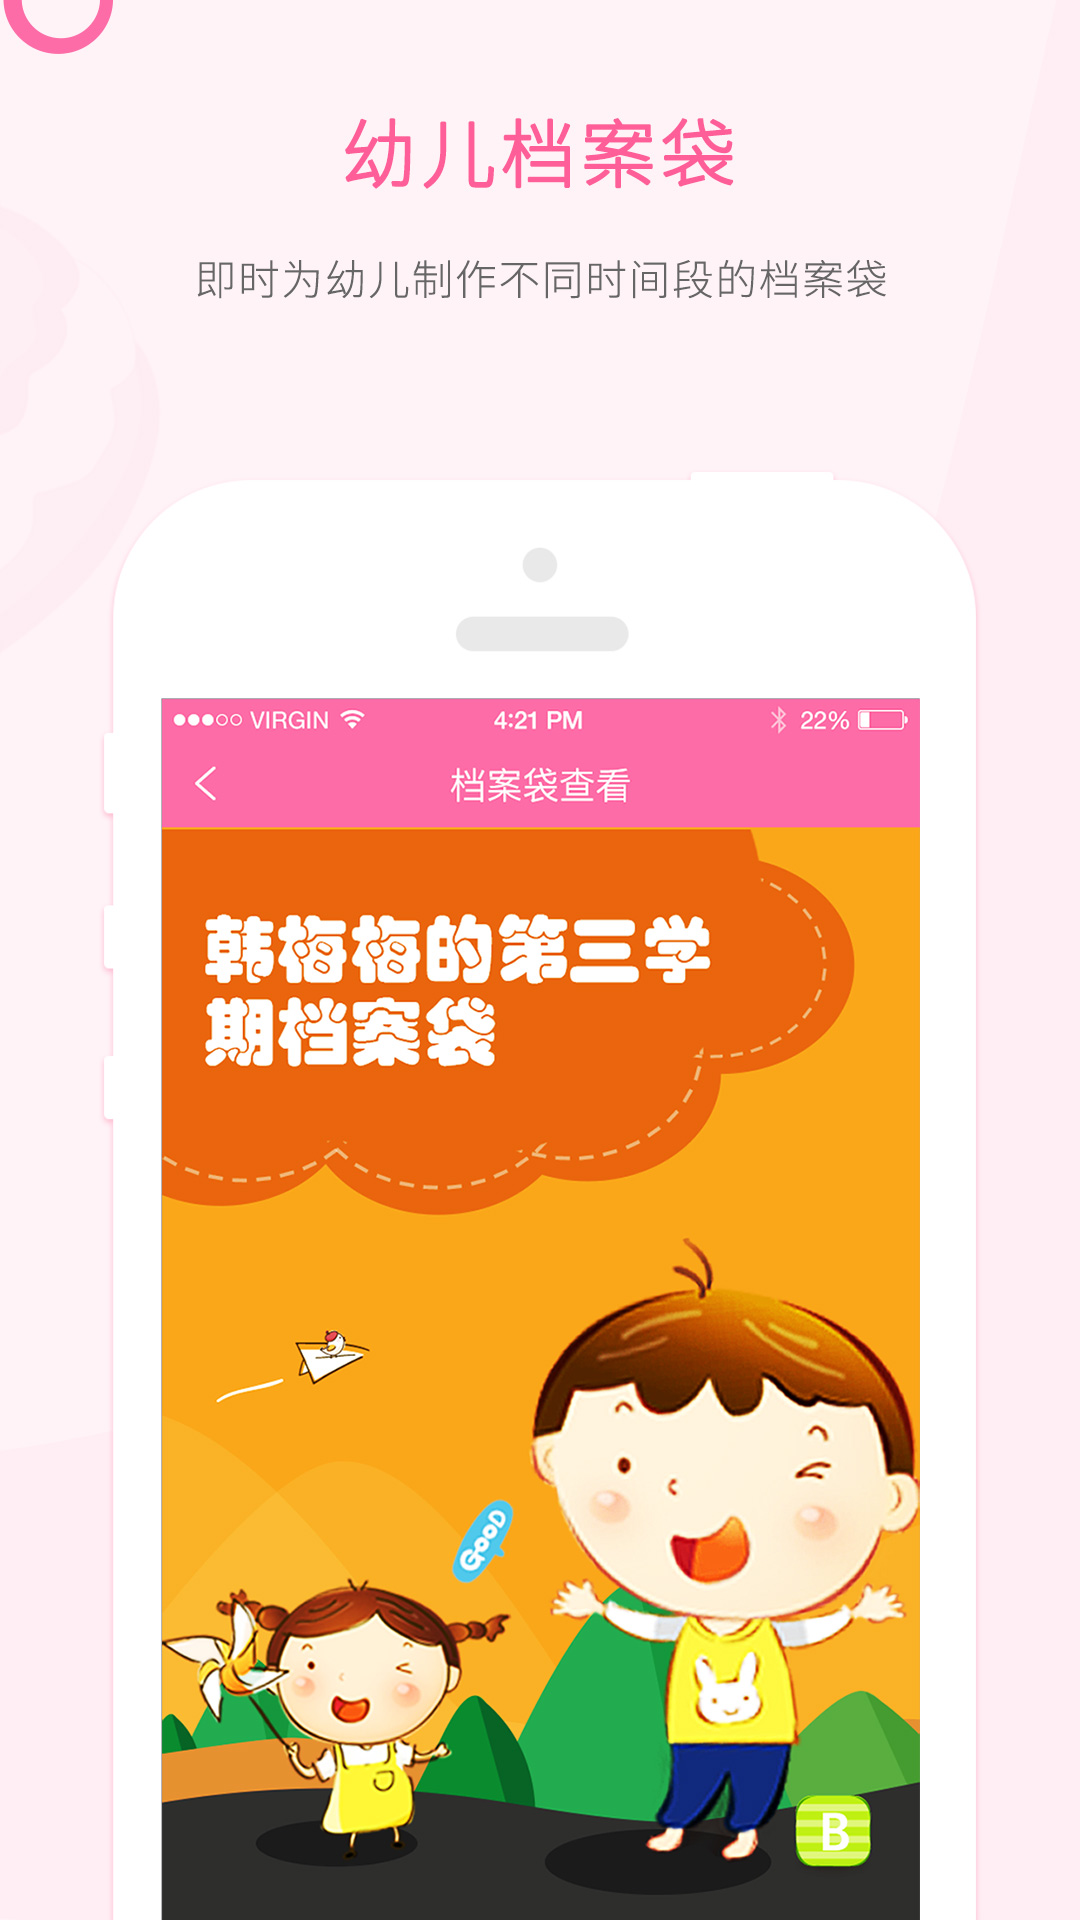 幼儿档案袋
即时为幼儿制作不同时间段的档案袋
VIRGIN 4:21 PM 22%
档案袋查看
韩梅梅的第三学
期档案袋
GOOD
B